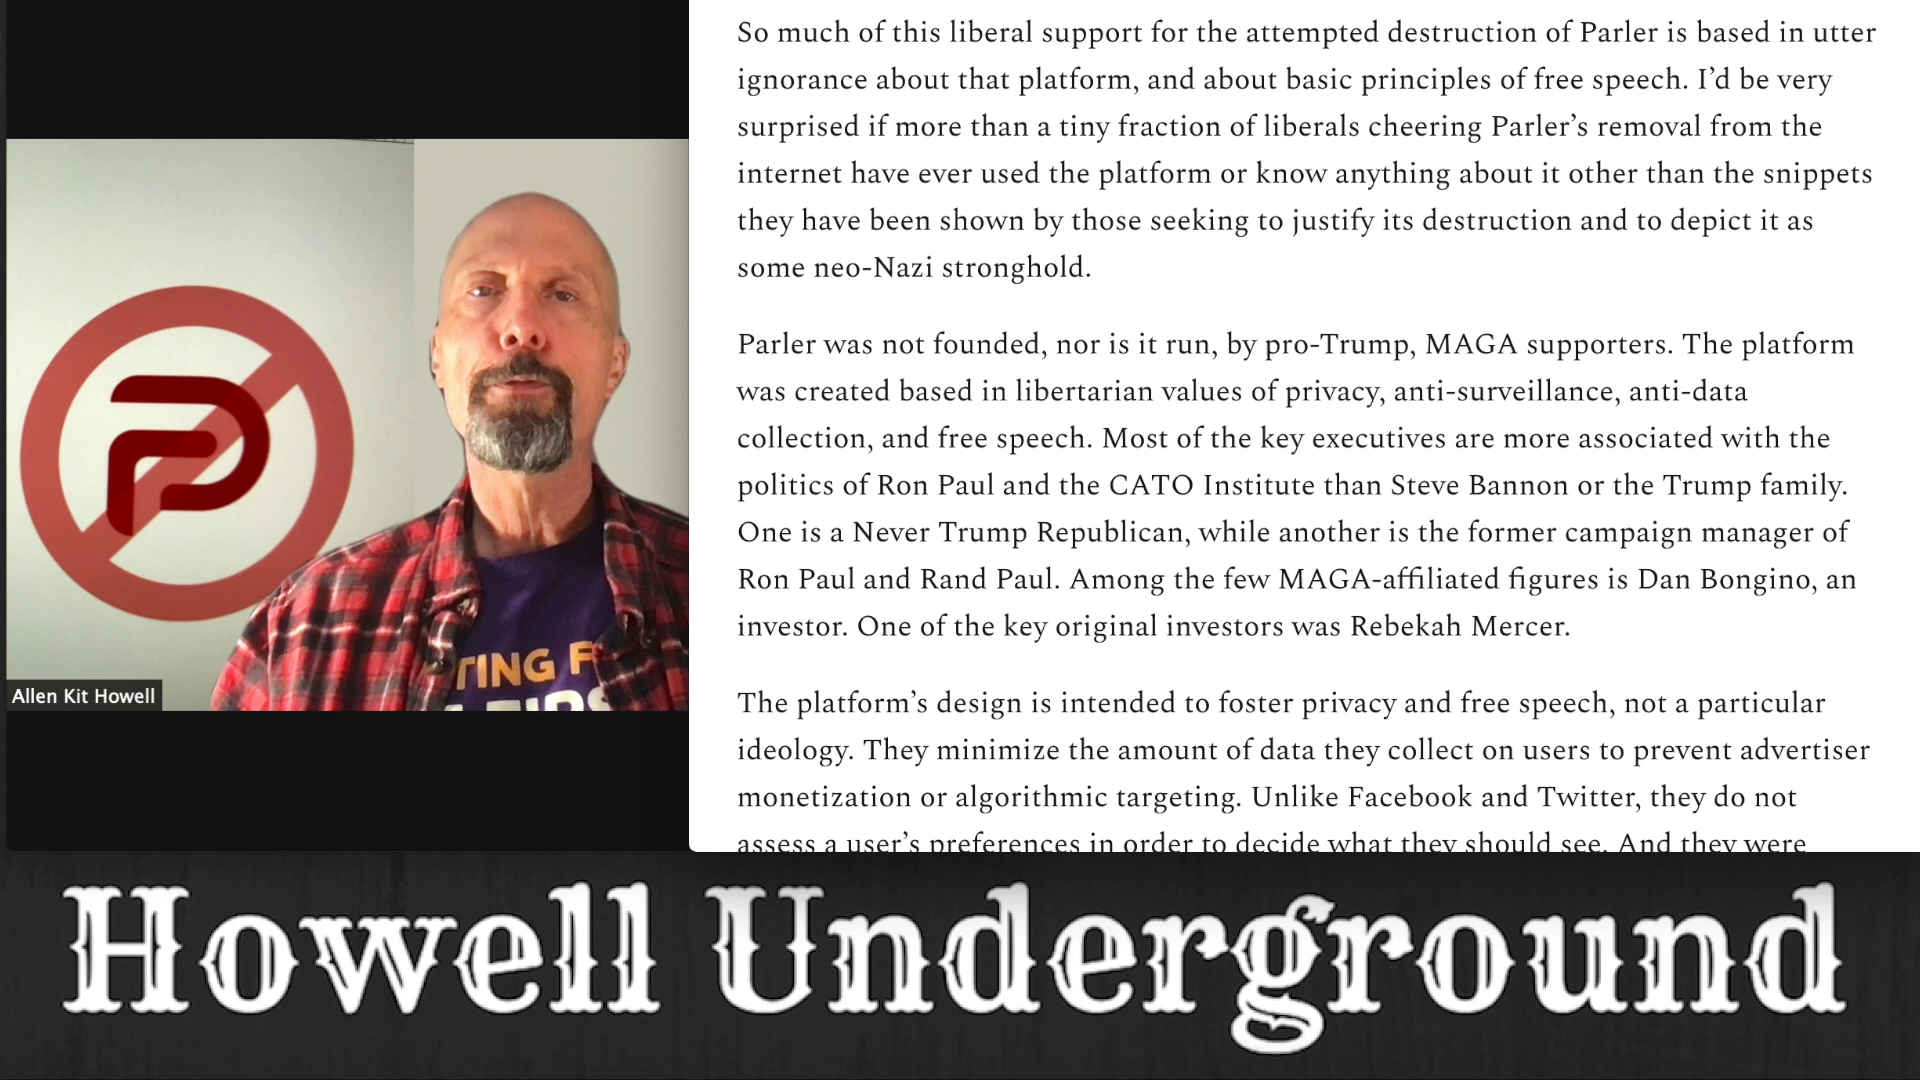 So much of this liberal support for the attempted destruction of Parler is based in utter
ignorance about that platform, and about basic principles of free speech. I’d be very
surprised if more than a tiny fraction of liberals cheering Parler’s removal from the
internet have ever used the platform or know anything about it other than the snippets
they have been shown by those seeking to justify its destruction and to depict it as
some neo-Nazi stronghold.
Parler was not founded, nor is it run, by pro-Trump, MAGA supporters. The platform
was created based in libertarian values of privacy, anti-surveillance, anti-data
collection, and free speech. Most of the key executives are more associated with the
politics of Ron Paul and the CATO Institute than Steve Bannon or the Trump family.
One is a Never Trump Republican, while another is the former campaign manager of
Ron Paul and Rand Paul. Among the few MAGA-affiliated figures is Dan Bongino, an
investor. One of the key original investors was Rebekah Mercer.
The platform’s design is intended to foster privacy and free speech, not a particular
ideology. They minimize the amount of data they collect on users to prevent advertiser
monetization or algorithmic targeting. Unlike Facebook and Twitter, they do not
assess a user’s preferences in order to decide what they should see. And they were
TING F
Allen Kit Howell
Howell Underground